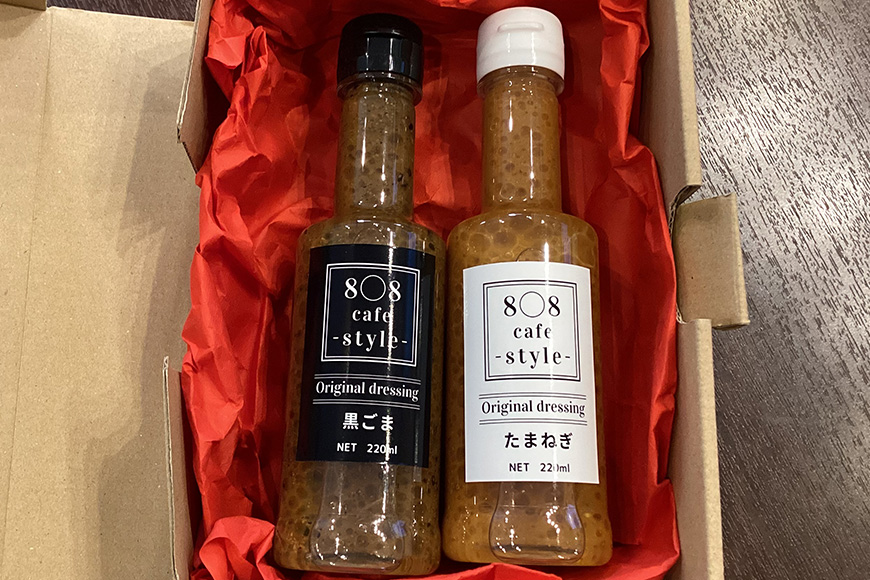 8○8
cafe
-style-
Original dressing
黒ごま
NET 220ml
8○8
cafe
-style-
Original dressing
たまねぎ
NET 220ml